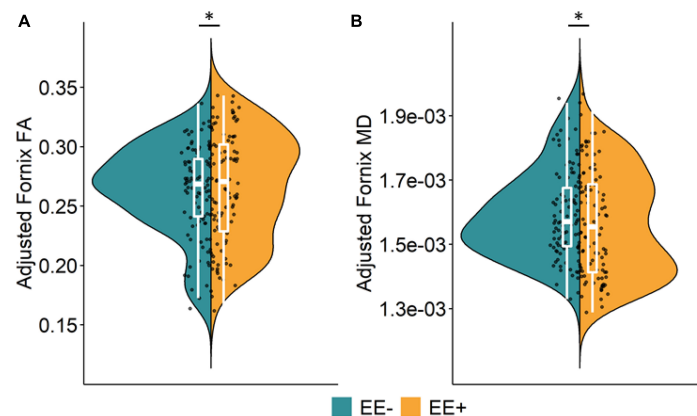 A
*
Adjusted Fornix FA
0.35
0.30
0.25
0.20
0.15
B
*
Adjusted Fornix MD
1.9e-03
1.7e-03
1.5e-03
1.3e-03
EE- EE+